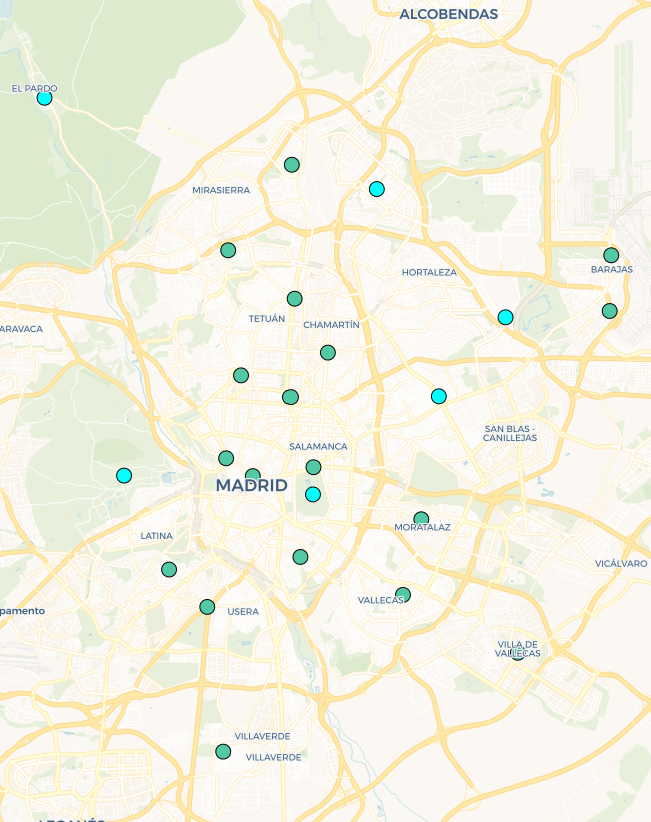 ALCOBENDAS
EL PARDO
MIRASIERRA
HORTALEZA
BARAJAS
TETUÁN
CHAMARTÍN
ARAVACA
SAN BLAS -
CANILLEJAS
SALAMANCA
MADRID
MORATALAZ
LATINA
VICÁLVARO
VALLECAS
pamento
USERA
VILLA DE
VALLECAS
VILLAVERDE
VILLAVERDE
LEGANÉS